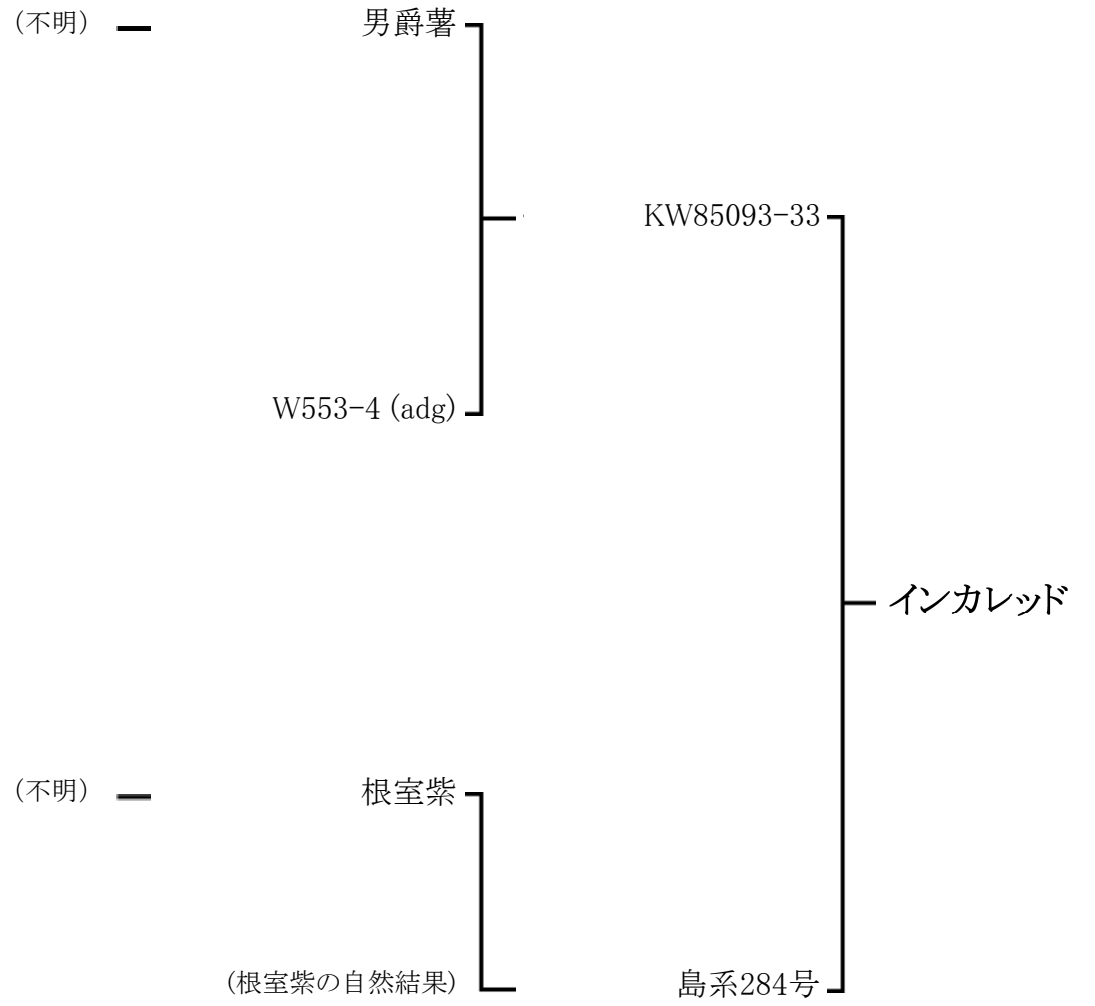 (不明)
男爵薯
KW85093-33
W553-4 (adg)
インカレッド
(不明)
根室紫
(根室紫の自然結果)
島系284号